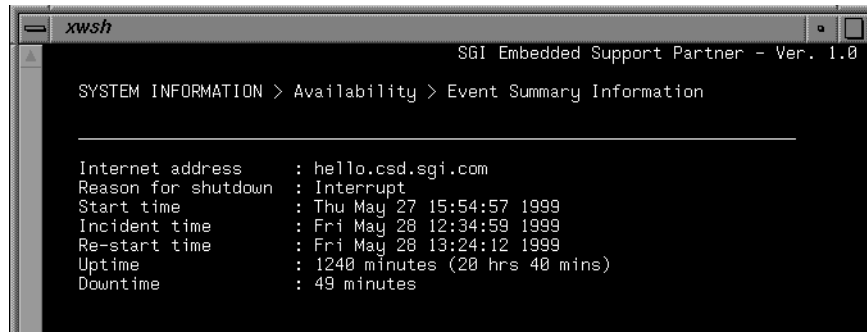 xwsh
SGI Embedded Support Partner - Ver. 1.0
SYSTEM INFORMATION > Availability > Event Summary Information
Internet address : hello.csd.sgi.com
Reason for shutdown : Interrupt
Start time : Thu May 27 15:54:57 1999
Incident time : Fri May 28 12:34:59 1999
Re-start time : Fri May 28 13:24:12 1999
Uptime : 1240 minutes (20 hrs 40 mins)
Downtime : 49 minutes